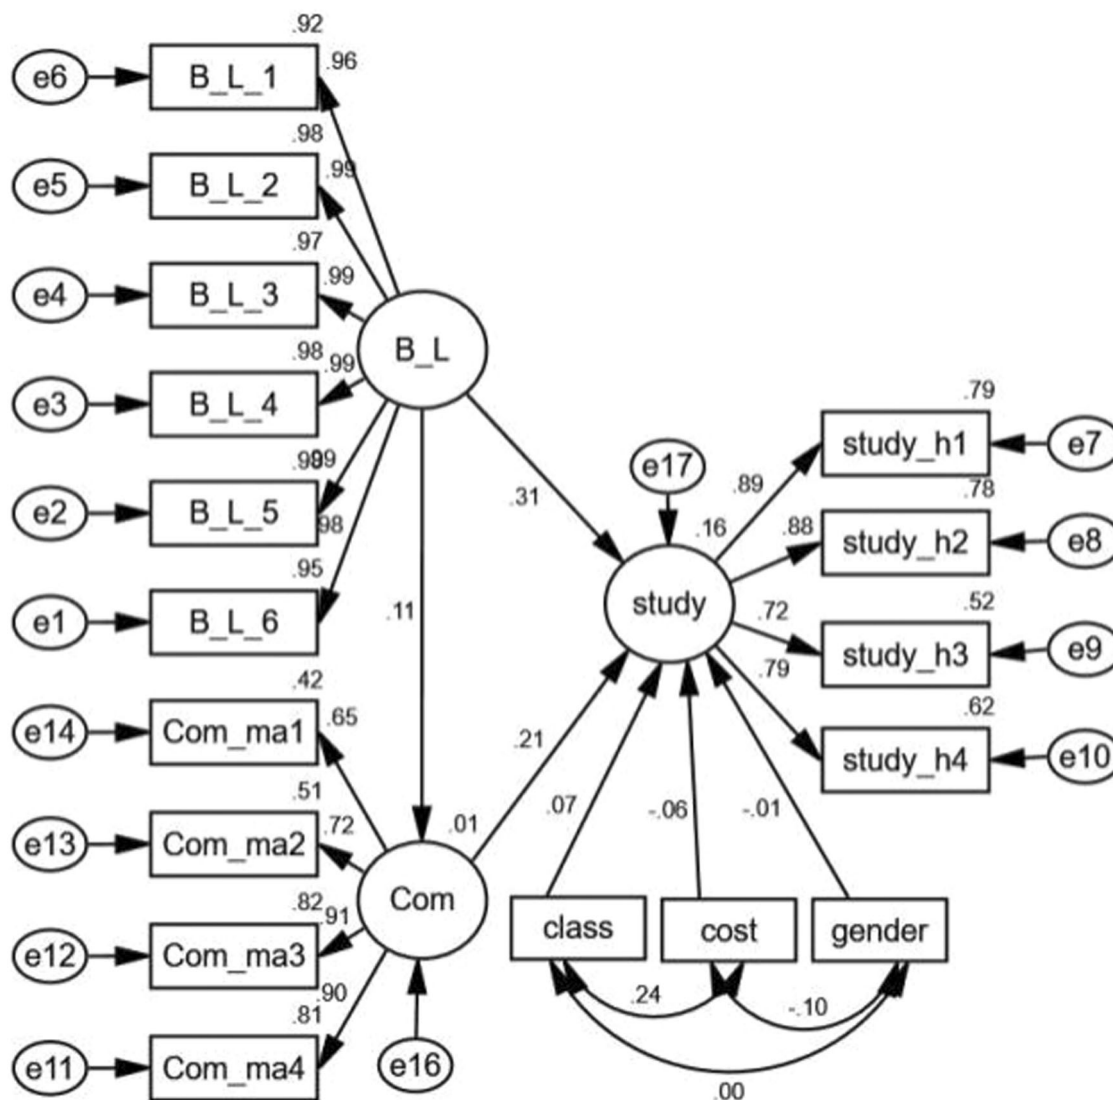 .92
e6
B_L_1
.96
.98
e5
B_L_2
.99
.97
e4
B_L_3
.99
.98
e3
B_L_4
.99
B_L
e2
B_L_5
e1
.95
B_L_6
.98
.31
.11
e17
.16
study
.79
.89
study_h1
e7
.78
.88
study_h2
e8
.52
.72
study_h3
e9
.62
.79
study_h4
e10
.42
e14
Com_ma1
.65
.51
e13
Com_ma2
.72
.82
e12
Com_ma3
.91
.81
e11
Com_ma4
.90
.01
Com
e16
.21
.07
-.06
-.01
class
cost
gender
.24
-.10
.00